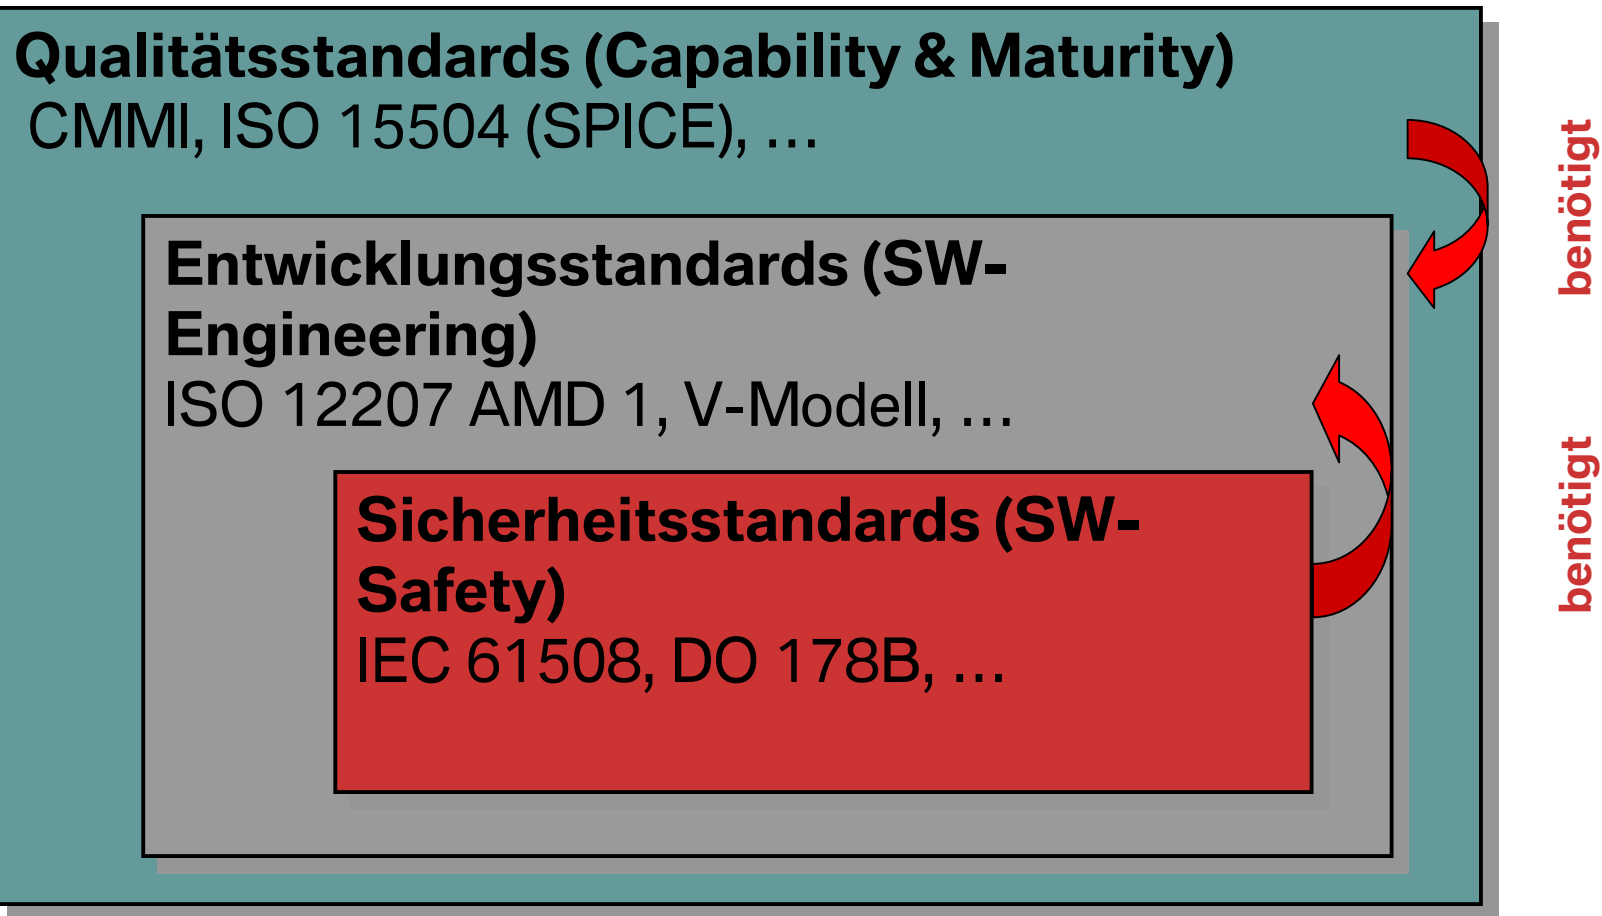 Qualitätsstandards (Capability & Maturity)
CMMI, ISO 15504 (SPICE), ...
benötigt
Entwicklungsstandards (SW-
Engineering)
ISO 12207 AMD 1, V-Modell, ...
benötigt
Sicherheitsstandards (SW-
Safety)
IEC 61508, DO 178B, ...